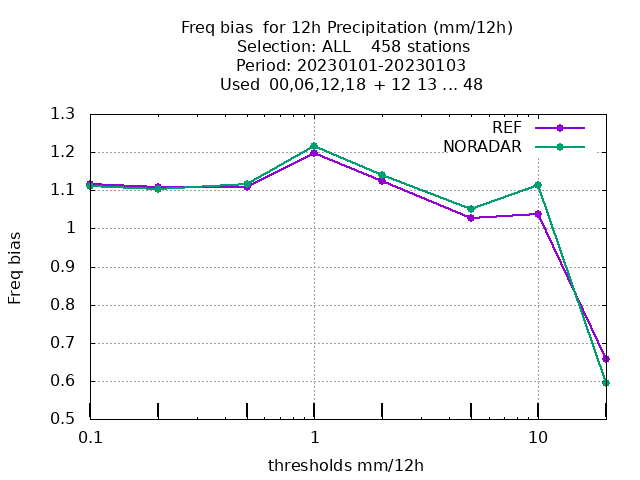 Freq bias for 12h Precipitation (mm/12h)
Selection: ALL 458 stations
Period: 20230101-20230103
Used 00,06,12,18 + 12 13 ... 48
REF
NORADAR
1.3
1.2
1.1
1
0.9
0.8
0.7
0.6
0.5
Freq bias
0.1 1 10
thresholds mm/12h